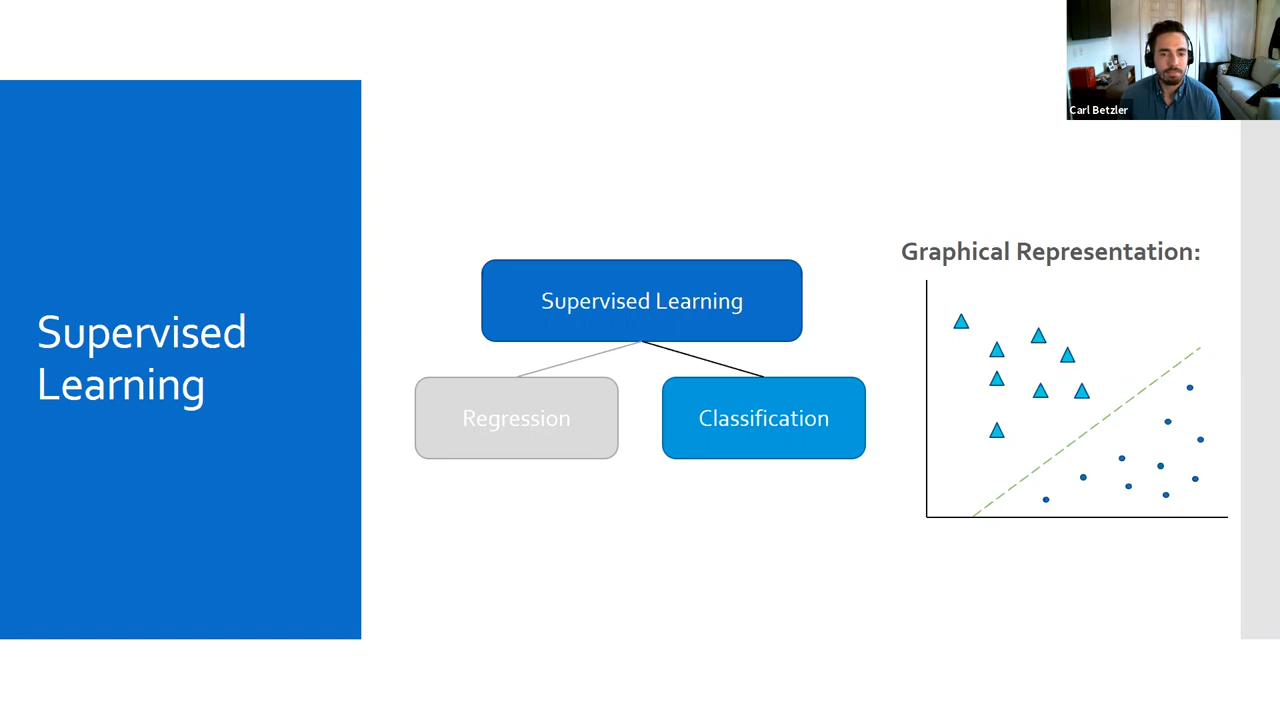 Carl Betzler
Supervised
Learning
Supervised Learning
Regression
Classification
Graphical Representation: